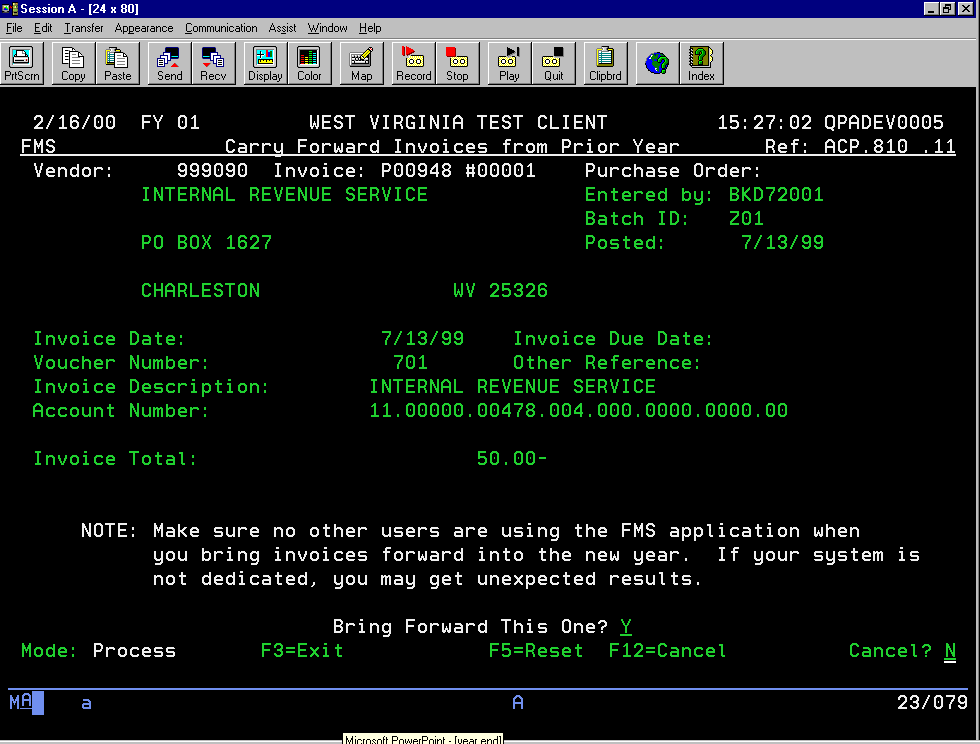 Session A - [24 x 80]
File Edit Transfer Appearance Communication Assist Window Help
PrtScrn Copy Paste Send Recv Display Color Map Record Stop Play Quit Clipbrd Index
2/16/00 FY 01 WEST VIRGINIA TEST CLIENT 15:27:02 QPADEV0005
FMS Carry Forward Invoices from Prior Year Ref: ACP.810 .11
Vendor: 999090 Invoice: P00948 #00001 Purchase Order:
INTERNAL REVENUE SERVICE Entered by: BKD72001
Batch ID: Z01
PO BOX 1627 Posted: 7/13/99
CHARLESTON WV 25326
Invoice Date: 7/13/99 Invoice Due Date:
Voucher Number: 701 Other Reference:
Invoice Description: INTERNAL REVENUE SERVICE
Account Number: 11.00000.00478.004.000.0000.0000.00
Invoice Total: 50.00-
NOTE: Make sure no other users are using the FMS application when
you bring invoices forward into the new year. If your system is
not dedicated, you may get unexpected results.
Bring Forward This One? Y
Mode: Process F3=Exit F5=Reset F12=Cancel Cancel? N
MA a A 23/079
Microsoft PowerPoint - [year end]